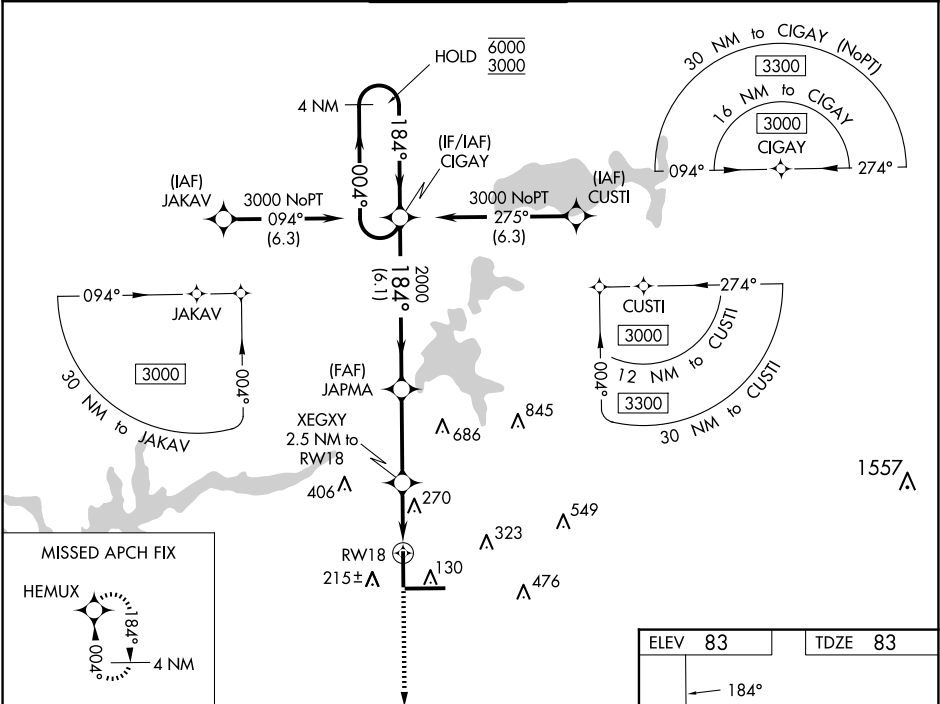 HOLD 6000
3000
4 NM
184°
004°
(IF/IAF)
CIGAY
30 NM to CIGAY (NoPT)
3300
16 NM to CIGAY
3000
CIGAY
094°
274°
(IAF)
JAKAV
3000 NoPT
094°
(6.3)
(IAF)
CUSTI
3000 NoPT
275°
(6.3)
2000
184°
(6.1)
094°
JAKAV
3000
004°
30 NM to JAKAV
274°
CUSTI
3000
12 NM to CUSTI
004°
3300
30 NM to CUSTI
(FAF)
JAPMA
XEGXY
2.5 NM to
RW18
686
845
406
270
1557
549
323
RW18
215±
130
476
MISSED APCH FIX
HEMUX
184°
004°
4 NM
ELEV 83
TDZE 83
184°